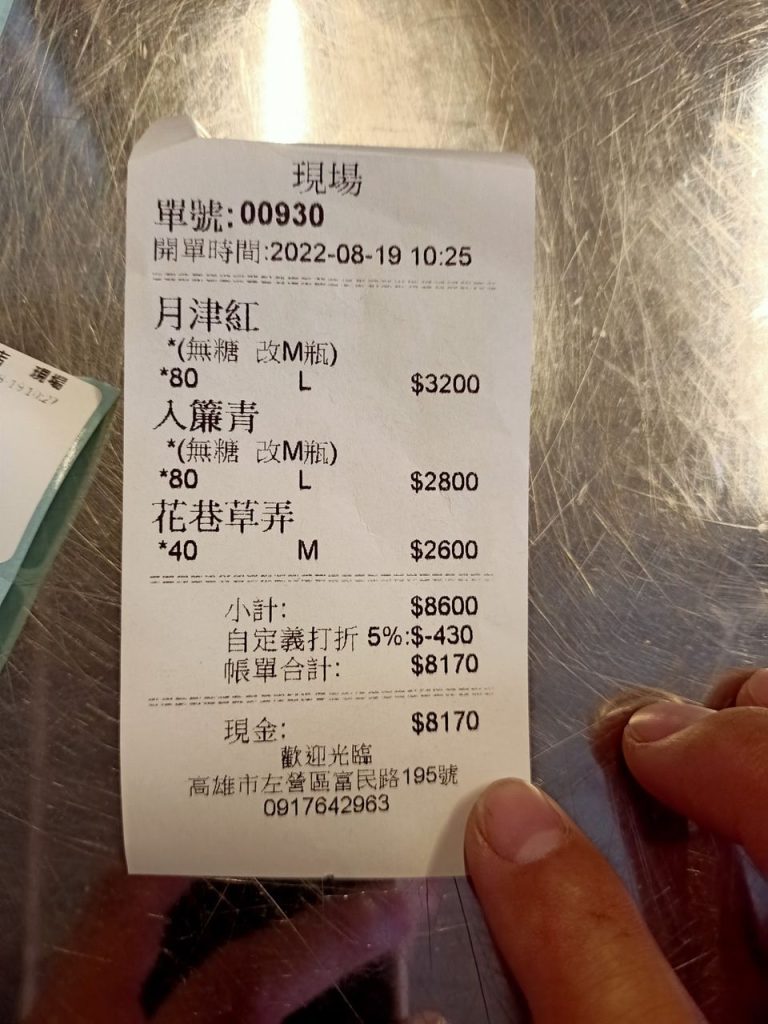 現場
單號:00930
開單時間:2022-08-19 10:25
月津紅
*(無糖 改M瓶)
*80 L $3200
入簾青
*(無糖 改M瓶)
*80 L $2800
花巷草弄
*40 M $2600
小計: $8600
自定義打折 5%:$-430
帳單合計: $8170
現金: $8170
歡迎光臨
高雄市左營區富民路195號
0917642963
店 現場